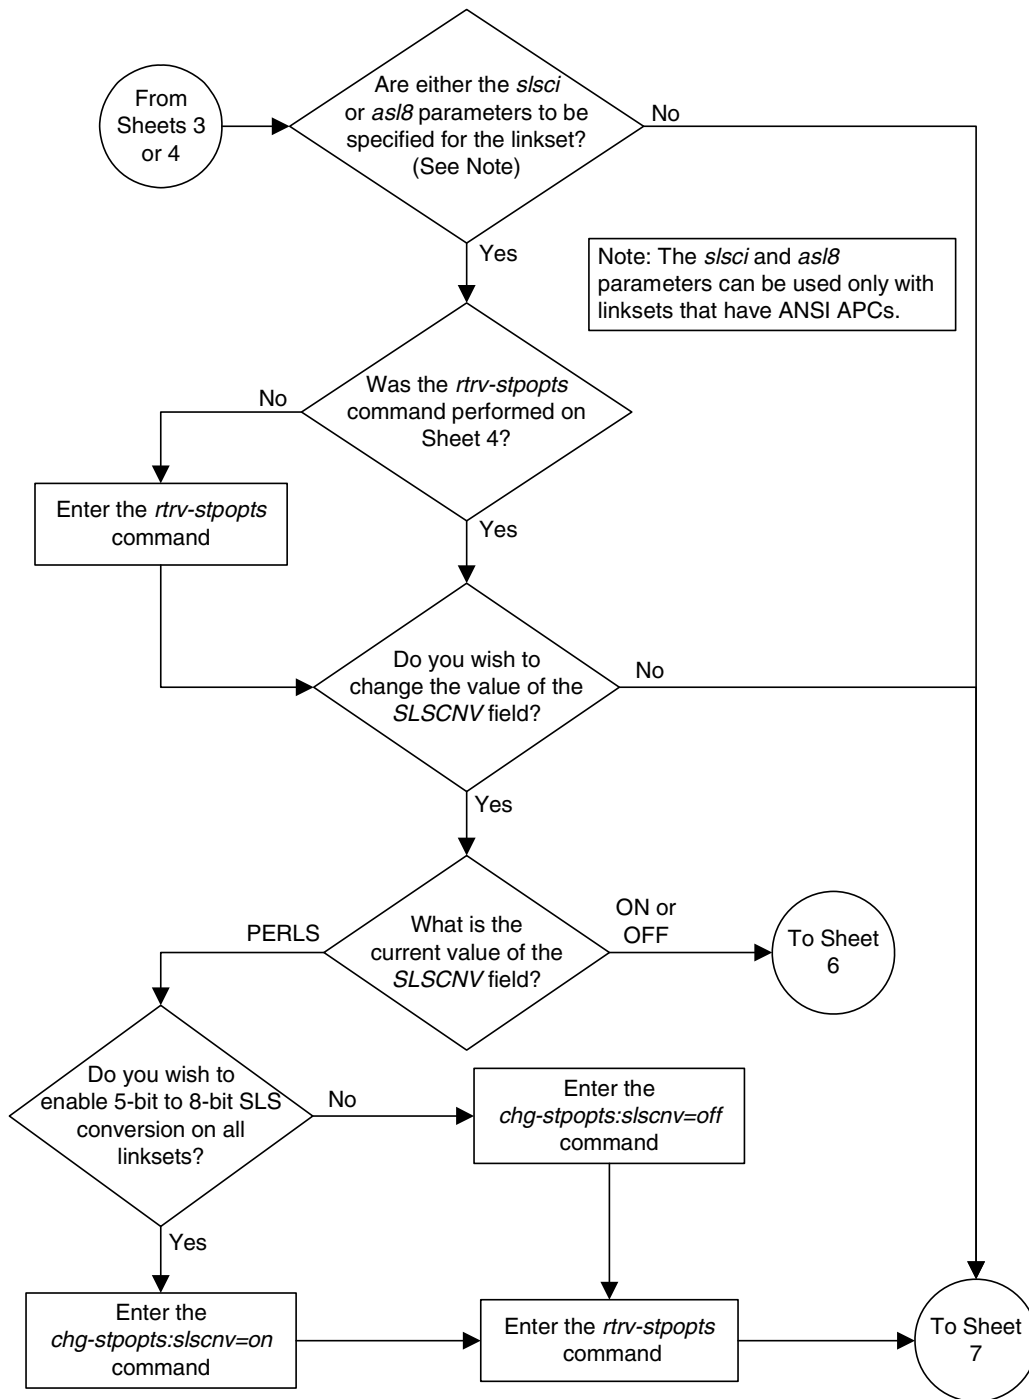 From
Sheets 3
or 4
Are either the slsci
or asl8 parameters to be
specified for the linkset?
(See Note)
No
Yes
Note: The slsci and asl8
parameters can be used only with
linksets that have ANSI APCs.
Was the rtrv-stpopts
command performed on
Sheet 4?
No
Enter the rtrv-stpopts
command
Yes
Do you wish to
change the value of the
SLSCNV field?
No
Yes
What is the
current value of the
SLSCNV field?
PERLS
ON or
OFF
To Sheet
6
Do you wish to
enable 5-bit to 8-bit SLS
conversion on all
linksets?
No
Enter the
chg-stpopts:slscnv=off
command
Yes
Enter the
chg-stpopts:slscnv=on
command
Enter the rtrv-stpopts
command
To Sheet
7